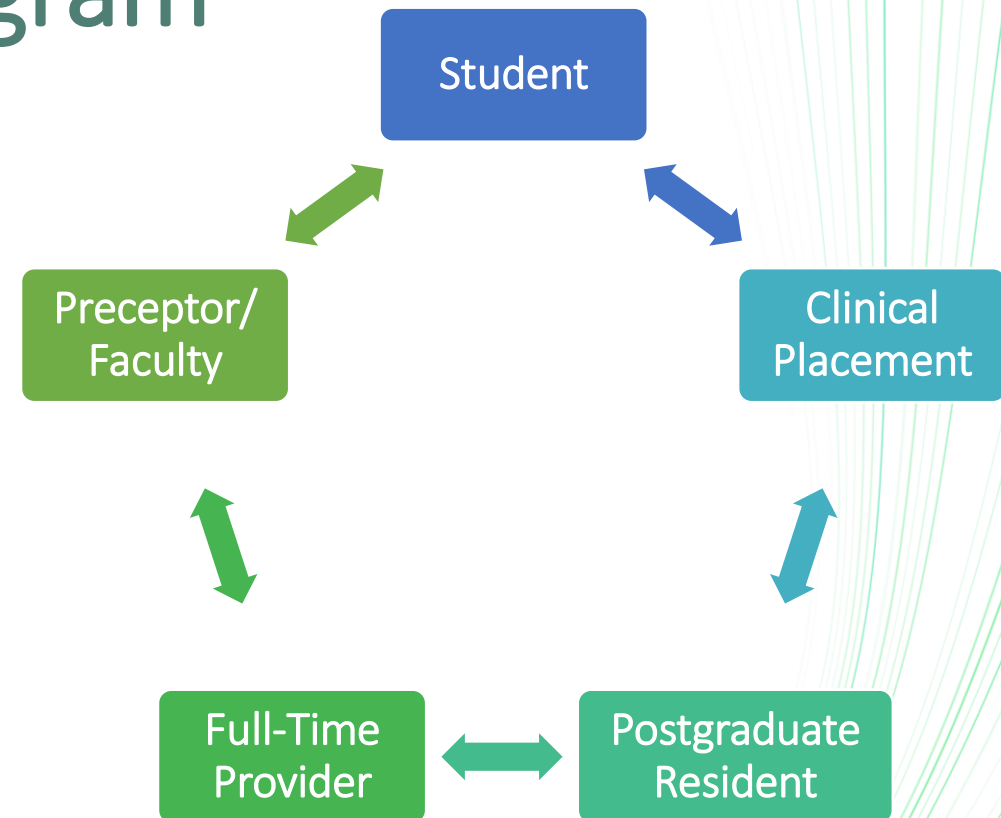 Student
Preceptor/
Faculty
Clinical
Placement
Full-Time
Provider
Postgraduate
Resident